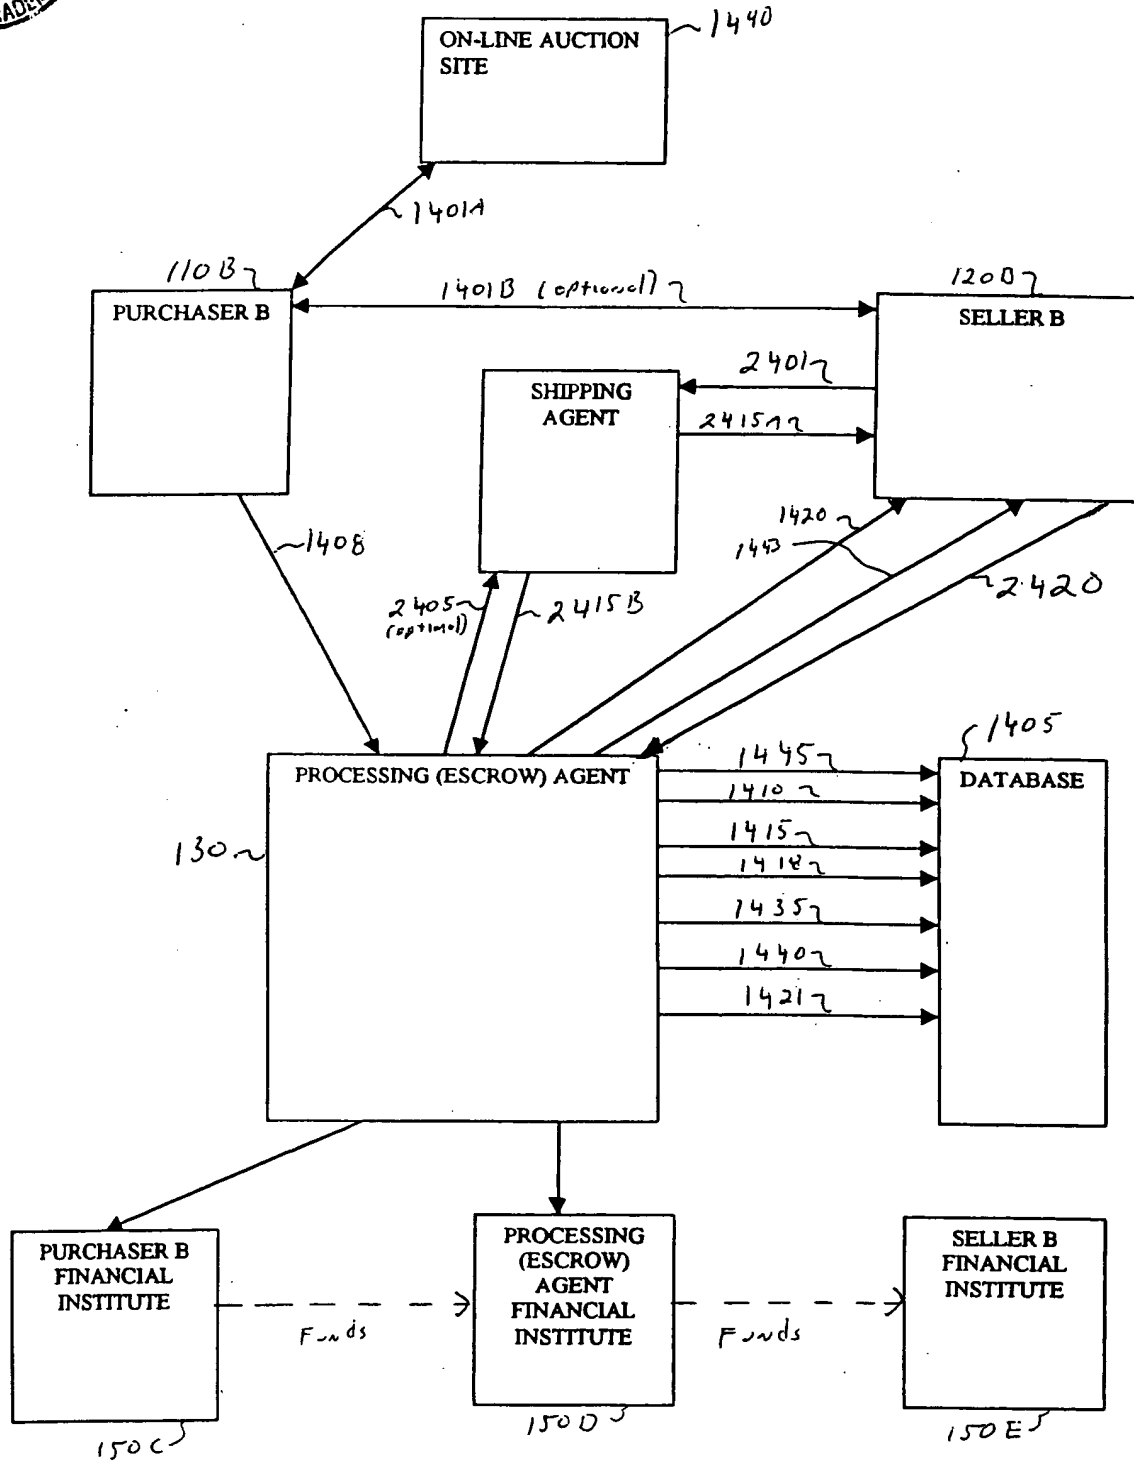 1440
ON-LINE AUCTION
SITE
1401A
110B
1401B (optional)
120B
PURCHASER B
SELLER B
2401
SHIPPING
AGENT
2415A
1420
1408
1443
2405
(optional)
2415B
2420
1405
PROCESSING (ESCROW) AGENT
1445
DATABASE
1410
130
1415
1418
1435
1440
1421
PURCHASER B
FINANCIAL
INSTITUTE
PROCESSING
(ESCROW)
AGENT
FINANCIAL
INSTITUTE
SELLER B
FINANCIAL
INSTITUTE
Funds
Funds
150C
150D
150E